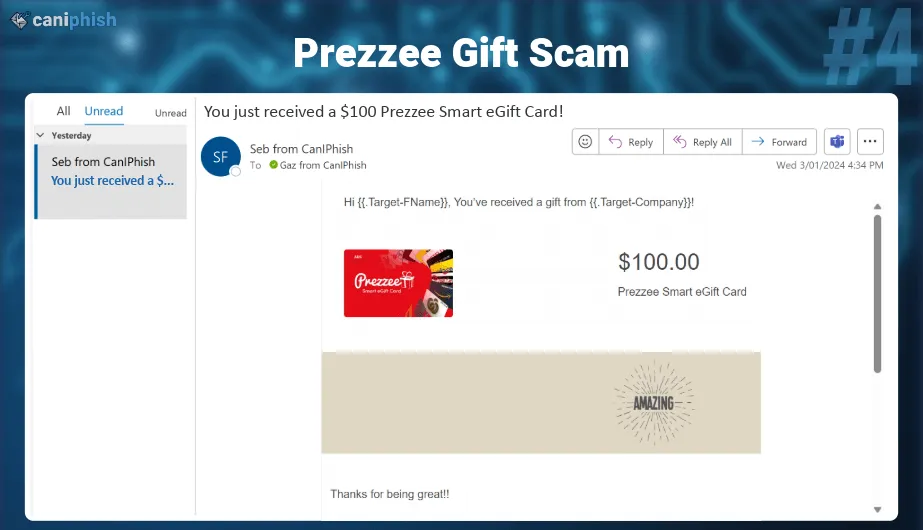 caniphish
Prezzee Gift Scam
#4
All Unread Unread
Yesterday
Seb from CanIPhish
You just received a $...
You just received a $100 Prezzee Smart eGift Card!
SF
Seb from CanIPhish
To Gaz from CanIPhish
Reply Reply All Forward
Wed 3/01/2024 4:34 PM
Hi {{.Target-FName}}, You've received a gift from {{.Target-Company}}!
Prezzee
Smart eGift Card
$100.00
Prezzee Smart eGift Card
AMAZING
Thanks for being great!!